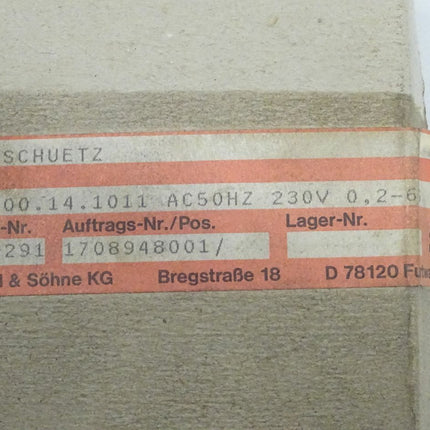 SCHUETZ
00.14.1011 AC50HZ 230V 0,2-6
-Nr. Auftrags-Nr./Pos. Lager-Nr.
291 1708948001/
& Söhne KG Bregstraße 18 D 78120